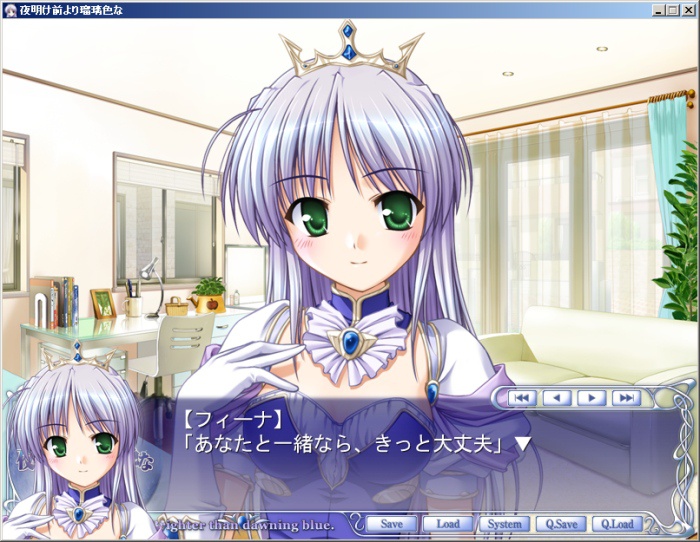 夜明け前より瑠璃色な
【フィーナ】
「あなたと一緒なら、きっと大丈夫」▼
than dawning blue.
Save Load System Q.Save Q.Load